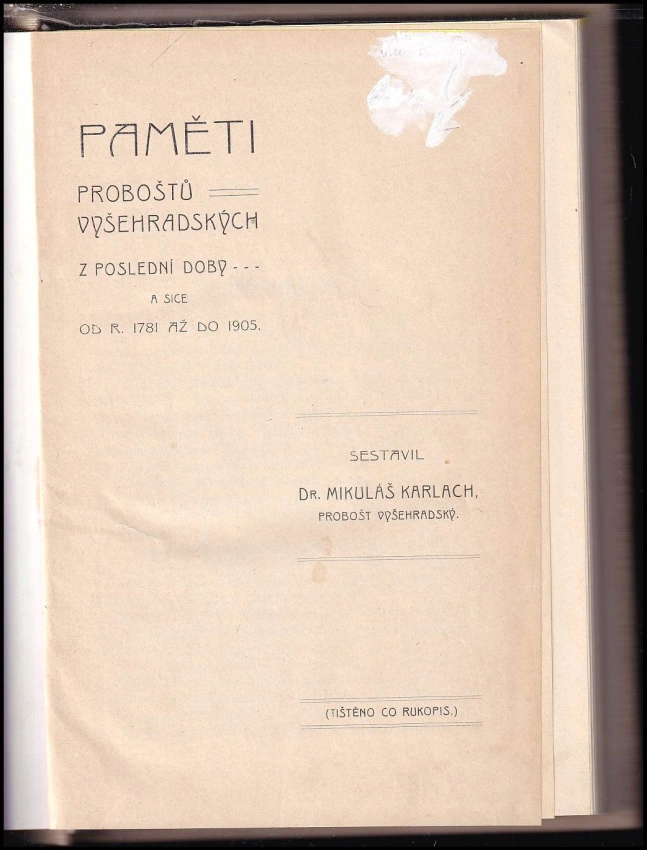 PAMĚTI
PROBOŠTŮ
VYŠEHRADSKÝCH
Z POSLEDNÍ DOBY - - -
A SICE
OD R. 1781 AŽ DO 1905.
SESTAVIL
DR. MIKULÁŠ KARLACH,
PROBOŠT VYŠEHRADSKÝ.
(TIŠTĚNO CO RUKOPIS.)